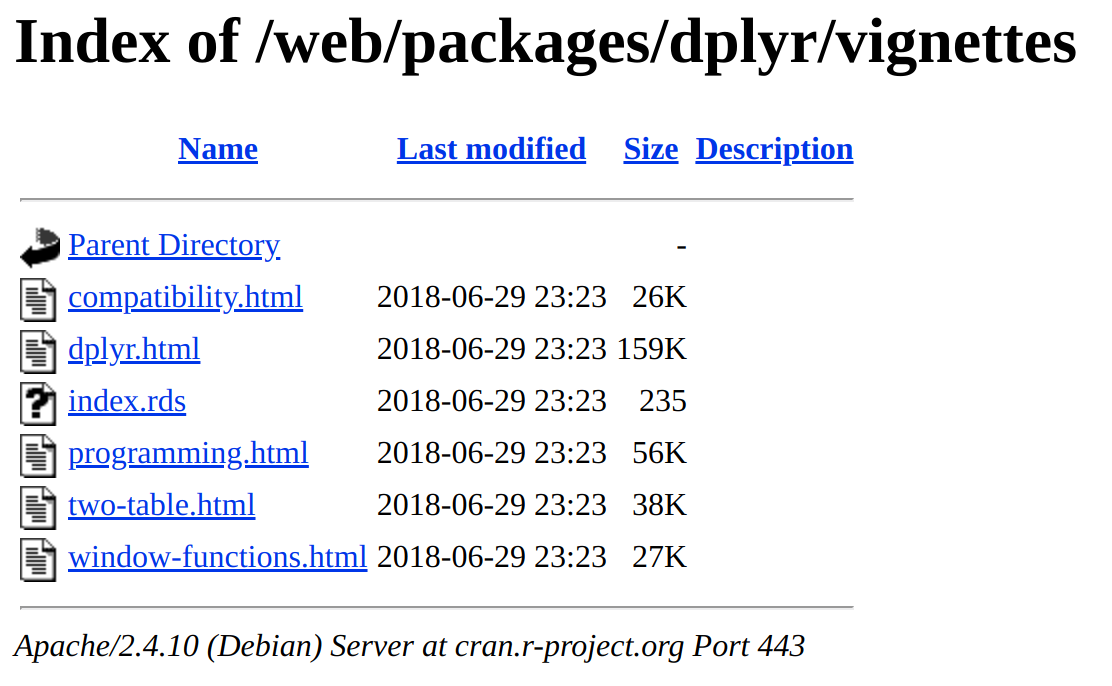 Index of /web/packages/dplyr/vignettes
Name Last modified Size Description
Parent Directory -
compatibility.html 2018-06-29 23:23 26K
dplyr.html 2018-06-29 23:23 159K
index.rds 2018-06-29 23:23 235
programming.html 2018-06-29 23:23 56K
two-table.html 2018-06-29 23:23 38K
window-functions.html 2018-06-29 23:23 27K
Apache/2.4.10 (Debian) Server at cran.r-project.org Port 443